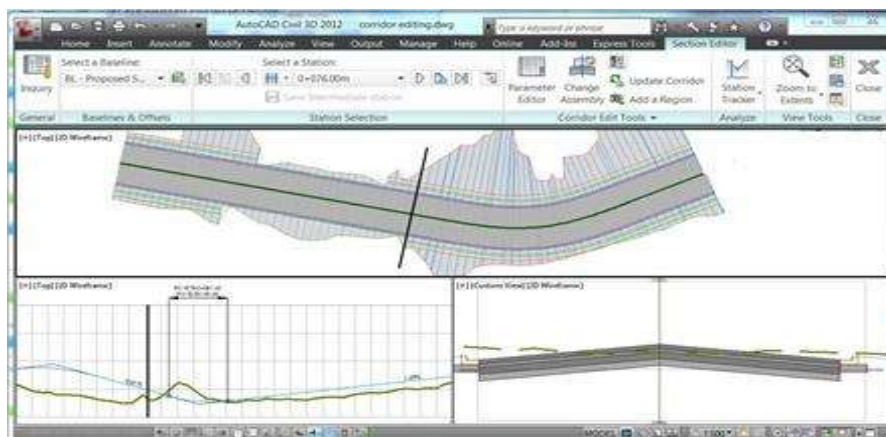 AutoCAD Civil 3D 2012 corridor editing.dwg
Type a keyword or phrase
Home Insert Annotate Modify Analyze View Output Manage Help Online Add-Ins Express Tools Section Editor
Select a Baseline:
Select a Station:
Inquiry
BL - Proposed S...
0+076.00m
Parameter Editor
Change Assembly
Update Corridor
Add a Region
Station Tracker
Zoom to Extents
Close
Save Intermediate station
General
Baselines & Offsets
Station Selection
Corridor Edit Tools
Analyze
View Tools
Close
[+][Top][2D Wireframe]
[+][Top][2D Wireframe]
[+][Custom View][2D Wireframe]
MODEL